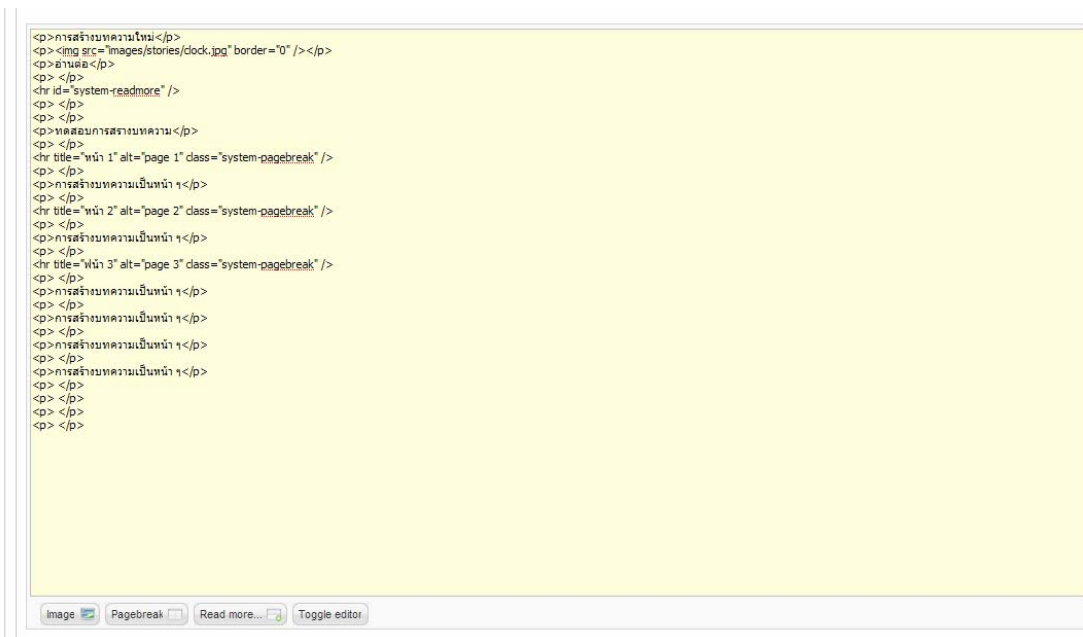 <p>การสร้างบทความใหม่</p>
<p><img src="images/stories/clock.jpg" border="0" /></p>
<p>อ่านต่อ</p>
<p> </p>
<hr id="system-readmore" />
<p> </p>
<p> </p>
<p>ทดสอบการสรางบทความ</p>
<p> </p>
<hr title="หน้า 1" alt="page 1" class="system-pagebreak" />
<p> </p>
<p>การสร้างบทความเป็นหน้า ๆ</p>
<p> </p>
<hr title="หน้า 2" alt="page 2" class="system-pagebreak" />
<p> </p>
<p>การสร้างบทความเป็นหน้า ๆ</p>
<p> </p>
<hr title="ฟน้า 3" alt="page 3" class="system-pagebreak" />
<p> </p>
<p>การสร้างบทความเป็นหน้า ๆ</p>
<p> </p>
<p>การสร้างบทความเป็นหน้า ๆ</p>
<p> </p>
<p>การสร้างบทความเป็นหน้า ๆ</p>
<p> </p>
<p>การสร้างบทความเป็นหน้า ๆ</p>
<p> </p>
<p> </p>
<p> </p>
<p> </p>
Image Pagebreak Read more... Toggle editor